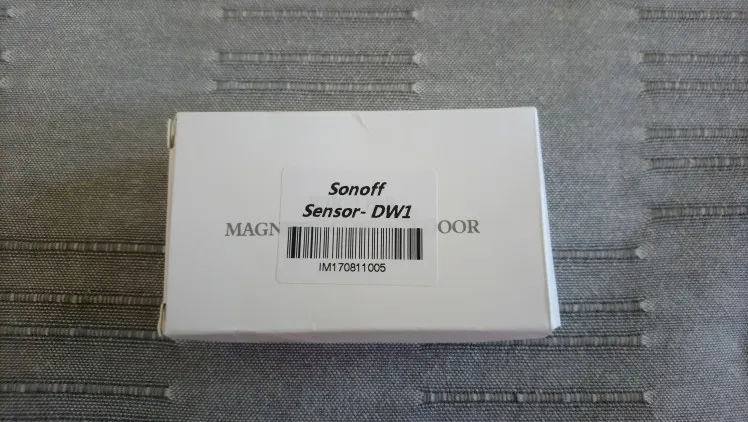 Sonoff
Sensor- DW1
MAGN OOR
IM170811005